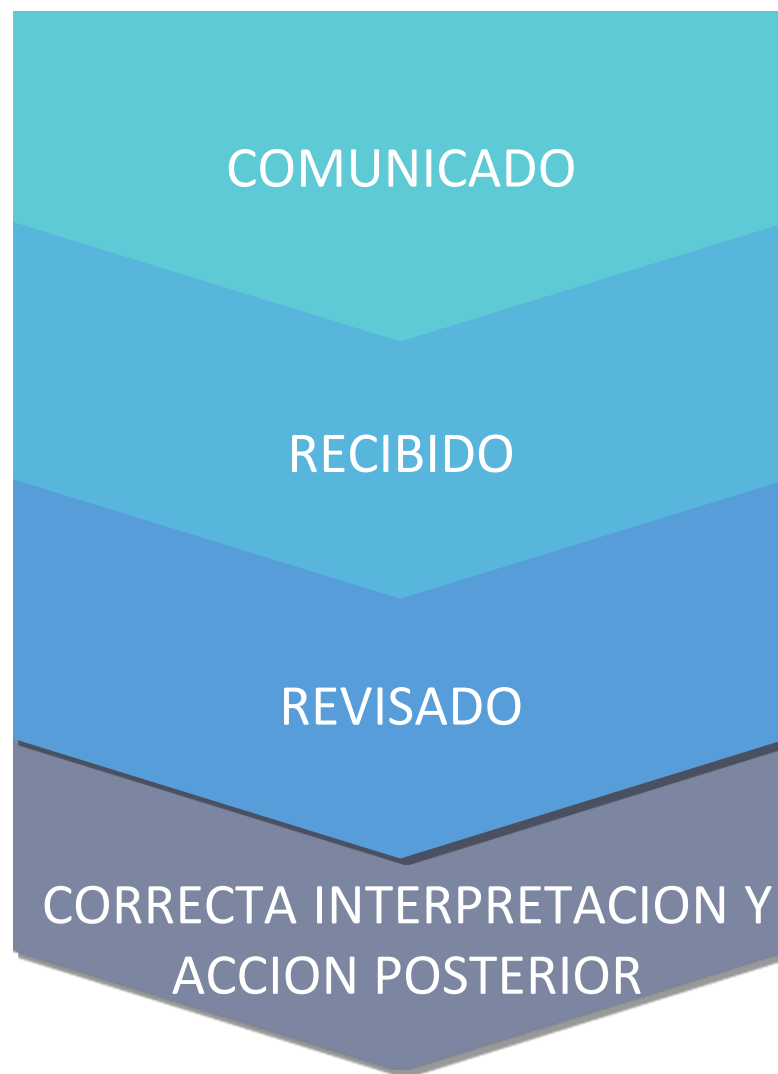 COMUNICADO
RECIBIDO
REVISADO
CORRECTA INTERPRETACION Y
ACCION POSTERIOR